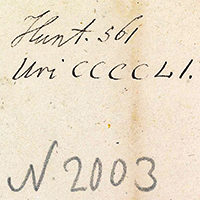 Hunt. 561
Uri CCCCLI.
N. 2003